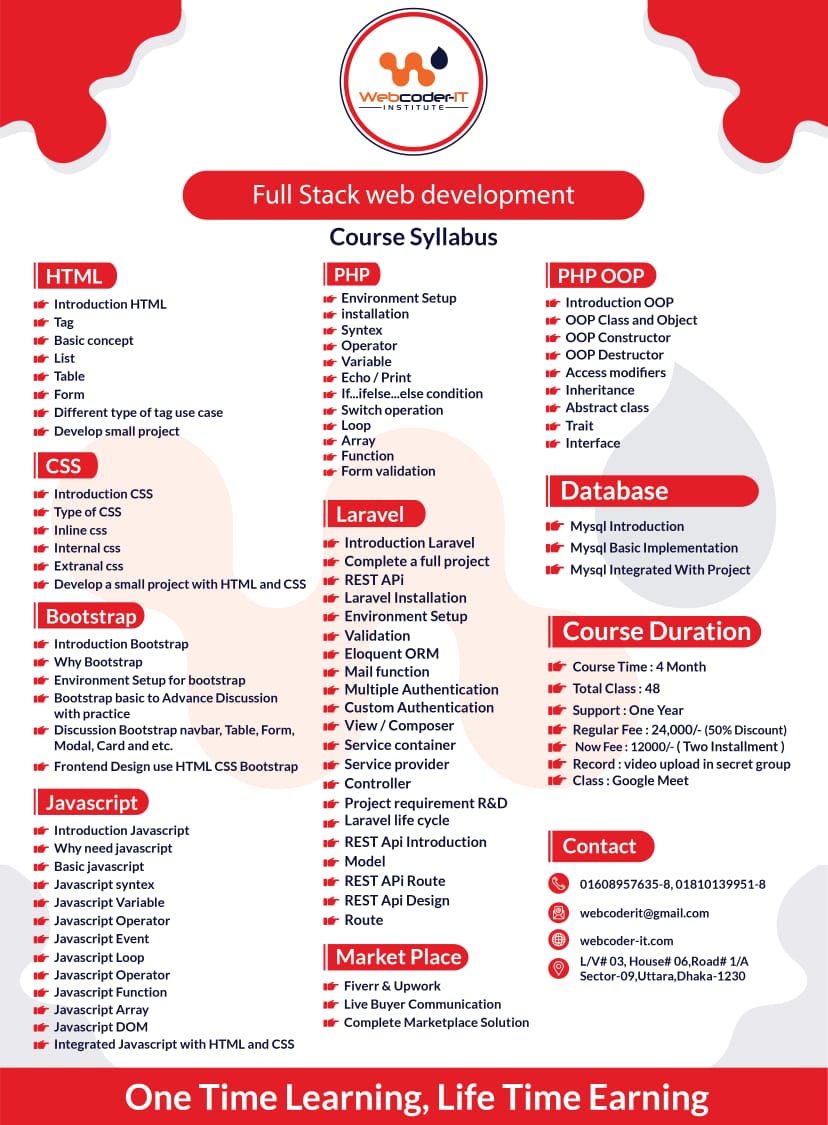 Webcoder-IT
INSTITUTE
Full Stack web development
Course Syllabus
HTML
Introduction HTML
Tag
Basic concept
List
Table
Form
Different type of tag use case
Develop small project
CSS
Introduction CSS
Type of CSS
Inline css
Internal css
Extranal css
Develop a small project with HTML and CSS
Bootstrap
Introduction Bootstrap
Why Bootstrap
Environment Setup for bootstrap
Bootstrap basic to Advance Discussion
with practice
Discussion Bootstrap navbar, Table, Form,
Modal, Card and etc.
Frontend Design use HTML CSS Bootstrap
Javascript
Introduction Javascript
Why need javascript
Basic javascript
Javascript syntex
Javascript Variable
Javascript Operator
Javascript Event
Javascript Loop
Javascript Operator
Javascript Function
Javascript Array
Javascript DOM
Integrated Javascript with HTML and CSS
PHP
Environment Setup
installation
Syntex
Operator
Variable
Echo / Print
If...ifelse...else condition
Switch operation
Loop
Array
Function
Form validation
Laravel
Introduction Laravel
Complete a full project
REST APi
Laravel Installation
Environment Setup
Validation
Eloquent ORM
Mail function
Multiple Authentication
Custom Authentication
View / Composer
Service container
Service provider
Controller
Project requirement R&D
Laravel life cycle
REST Api Introduction
Model
REST APi Route
REST Api Design
Route
Market Place
Fiverr & Upwork
Live Buyer Communication
Complete Marketplace Solution
PHP OOP
Introduction OOP
OOP Class and Object
OOP Constructor
OOP Destructor
Access modifiers
Inheritance
Abstract class
Trait
Interface
Database
Mysql Introduction
Mysql Basic Implementation
Mysql Integrated With Project
Course Duration
Course Time : 4 Month
Total Class : 48
Support : One Year
Regular Fee : 24,000/- (50% Discount)
Now Fee : 12000/- ( Two Installment )
Record : video upload in secret group
Class : Google Meet
Contact
01608957635-8, 01810139951-8
webcoderit@gmail.com
webcoder-it.com
L/V# 03, House# 06,Road# 1/A
Sector-09,Uttara,Dhaka-1230
One Time Learning, Life Time Earning